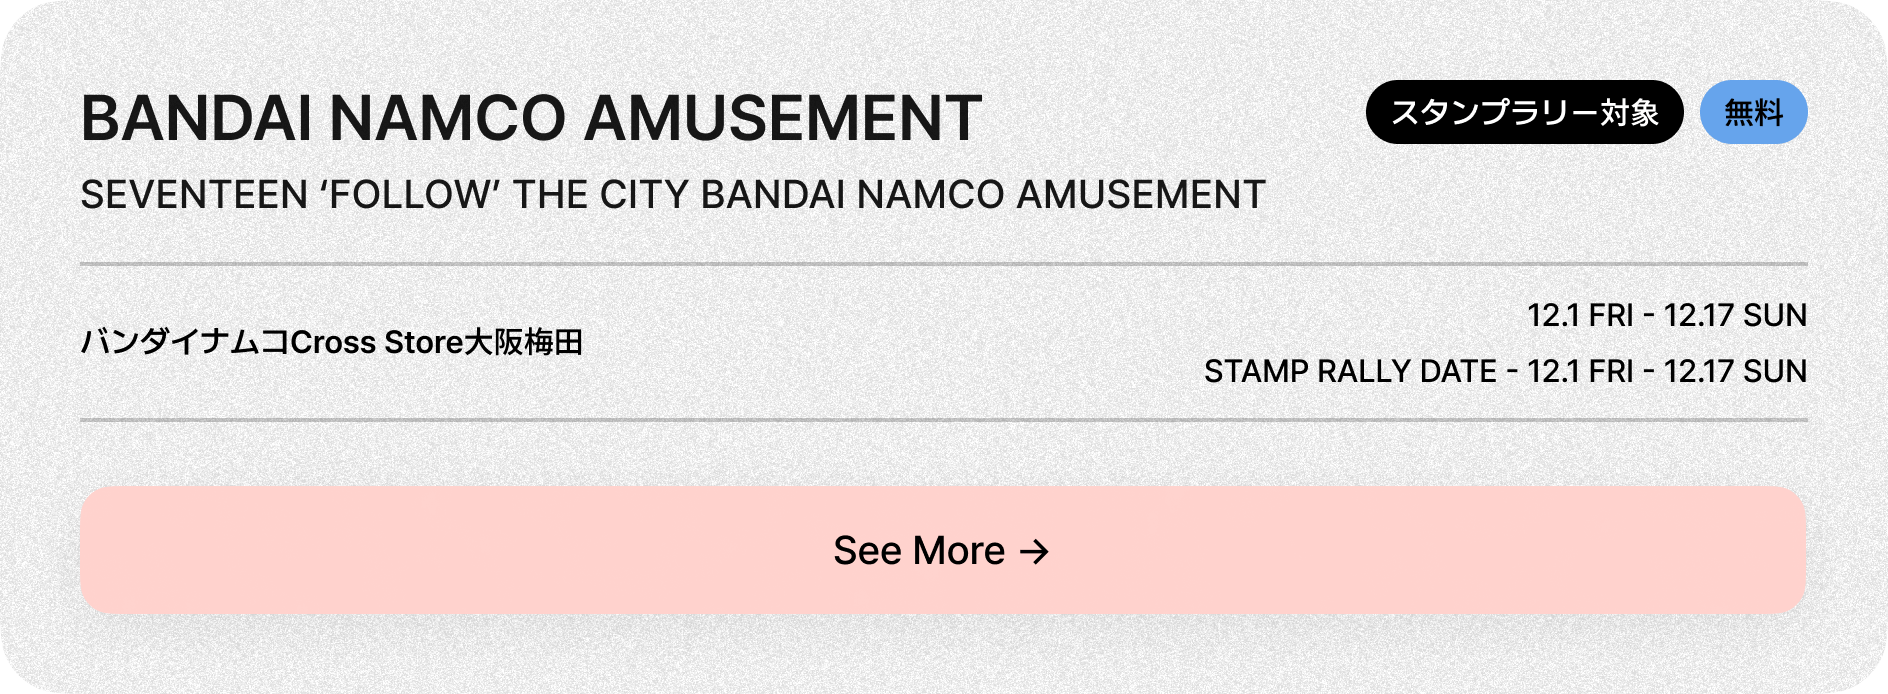 BANDAI NAMCO AMUSEMENT
スタンプラリー対象
無料
SEVENTEEN ‘FOLLOW’ THE CITY BANDAI NAMCO AMUSEMENT
バンダイナムコCross Store大阪梅田
12.1 FRI - 12.17 SUN
STAMP RALLY DATE - 12.1 FRI - 12.17 SUN
See More →